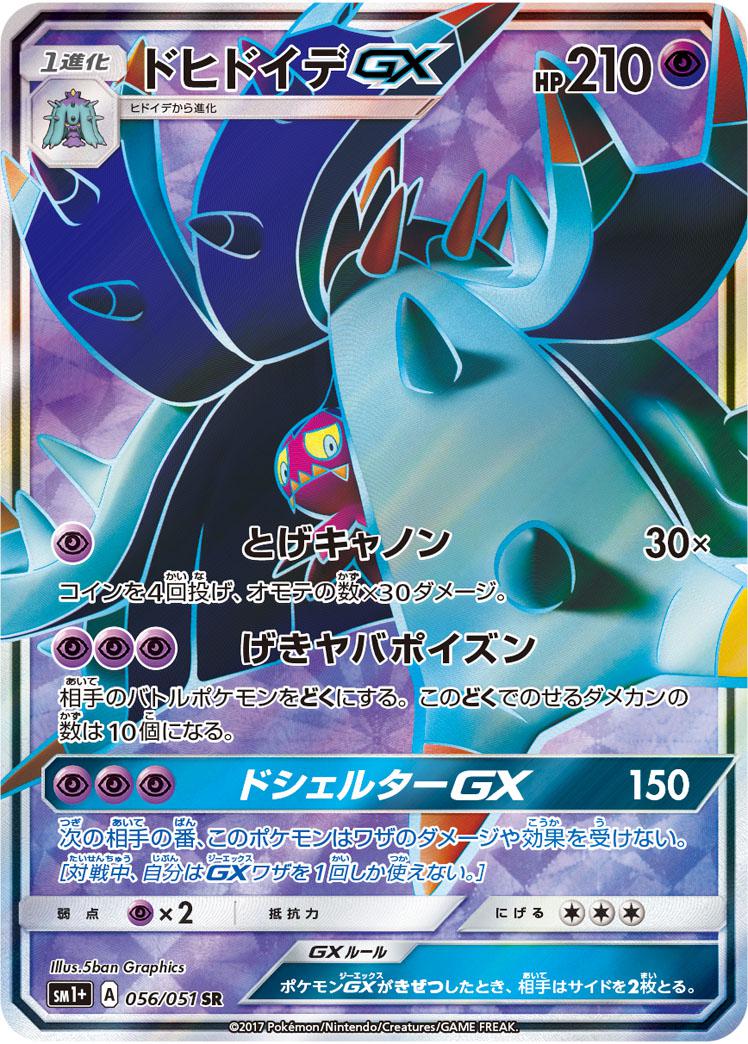 1進化
ドヒドイデGX
HP210
ヒドイデから進化
とげキャノン 30×
コインを4回投げ、オモテの数×30ダメージ。
げきヤバポイズン
相手のバトルポケモンをどくにする。このどくでのせるダメカンの
数は10個になる。
ドシェルターGX 150
次の相手の番、このポケモンはワザのダメージや効果を受けない。
[対戦中、自分はGXワザを1回しか使えない。]
弱点 ×2 抵抗力 にげる
GXルール
ポケモンGXがきぜつしたとき、相手はサイドを2枚とる。
Illus.5ban Graphics
SM1+ A 056/051 SR
©2017 Pokémon/Nintendo/Creatures/GAME FREAK.